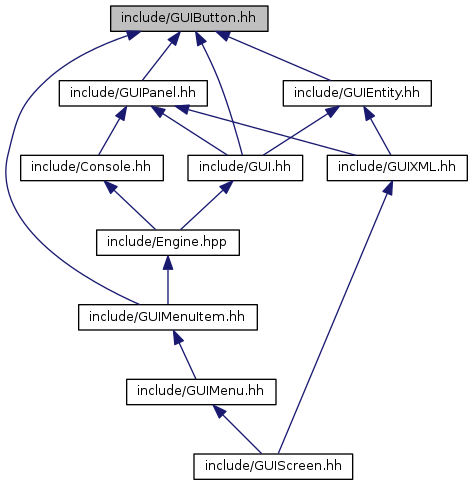 include/GUIButton.hh
include/GUIPanel.hh
include/GUIEntity.hh
include/Console.hh
include/GUI.hh
include/GUIXML.hh
include/Engine.hpp
include/GUIMenuItem.hh
include/GUIMenu.hh
include/GUIScreen.hh